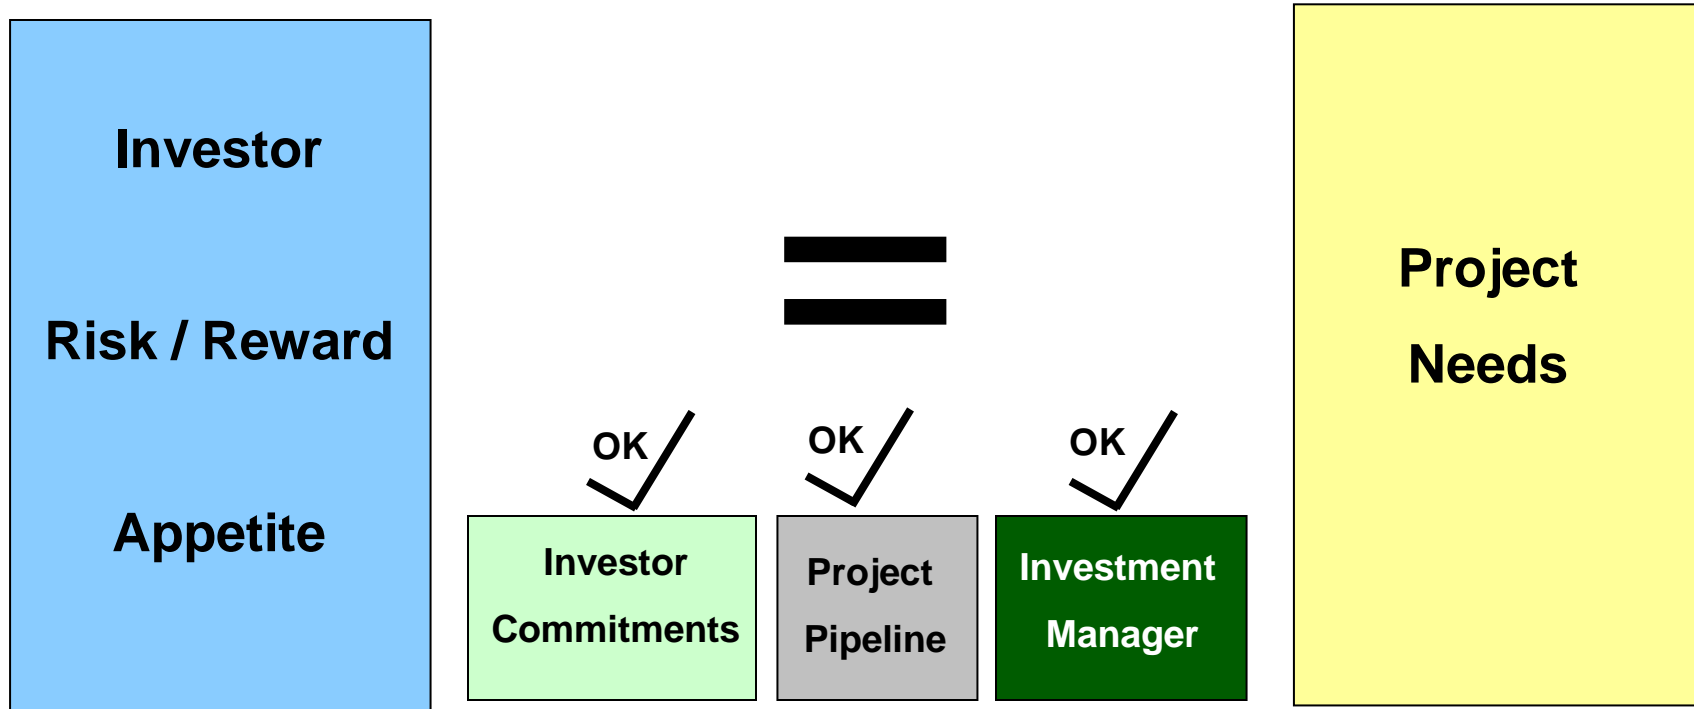 Investor
Risk / Reward
Appetite
OK
OK
OK
Investor
Commitments
Project
Pipeline
Investment
Manager
Project
Needs